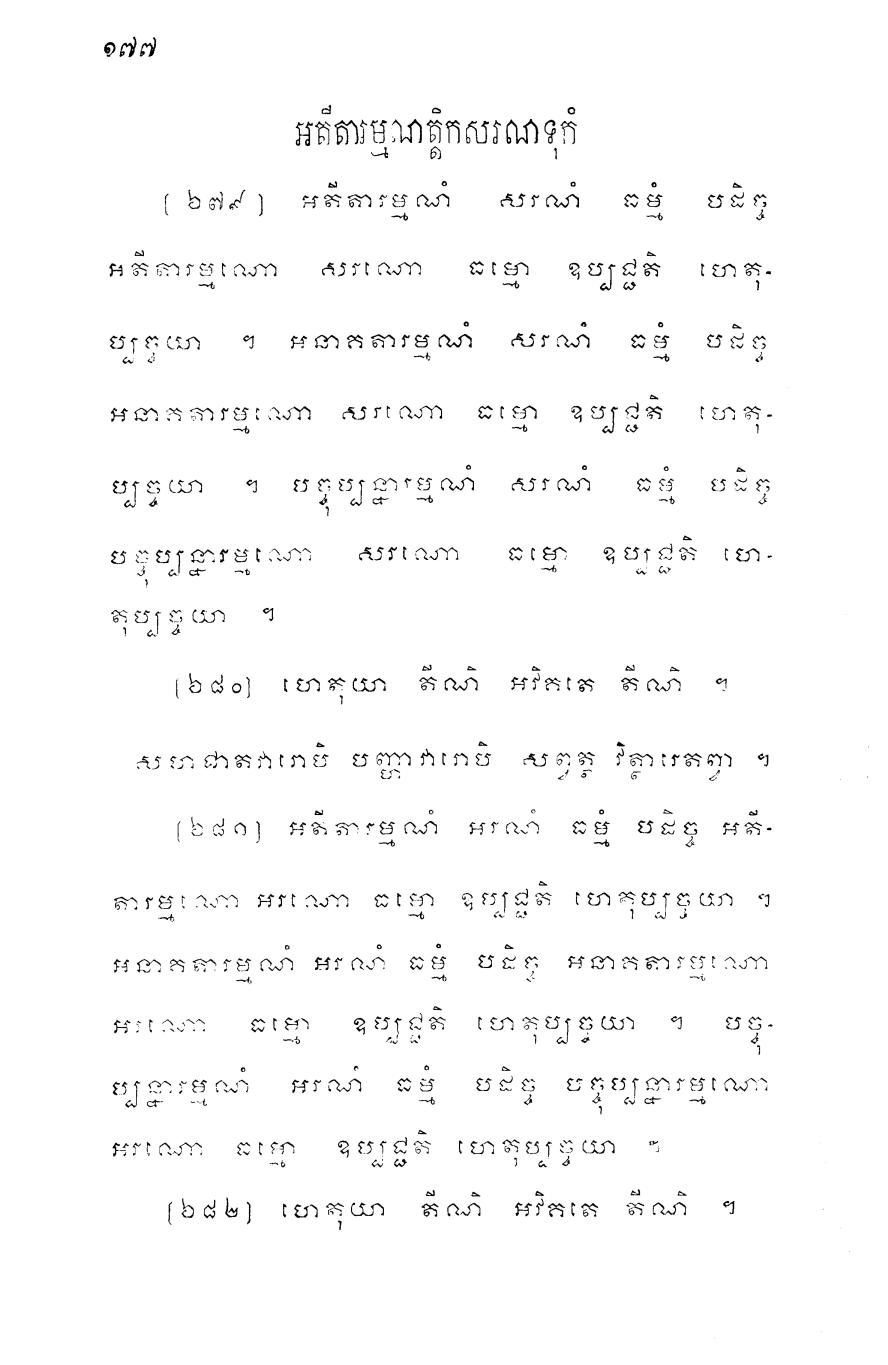 ១៧៧
អតីតារម្មណត្តិកសរណទុកំ
[៦៧៩] អតីតារម្មណំ សរណំ ធម្មំ បដិច្ច
អតីតារម្មណោ សរណោ ធម្មោ ឧប្បជ្ជតិ ហេតុ-
ប្បច្ចយា ។ អនាគតារម្មណំ សរណំ ធម្មំ បដិច្ច
អនាគតារម្មណោ សរណោ ធម្មោ ឧប្បជ្ជតិ ហេតុ-
ប្បច្ចយា ។ បច្ចុប្បន្នារម្មណំ សរណំ ធម្មំ បដិច្ច
បច្ចុប្បន្នារម្មណោ សរណោ ធម្មោ ឧប្បជ្ជតិ ហេ-
តុប្បច្ចយា ។
[៦៨០] ហេតុយា តីណិ អវិគតេ តីណិ ។
សហជាតវារេបិ បញ្ហាវារេបិ សព្វត្ថ វិត្ថារេតព្វា ។
[៦៨១] អតីតារម្មណំ អរណំ ធម្មំ បដិច្ច អតី-
តារម្មណោ អរណោ ធម្មោ ឧប្បជ្ជតិ ហេតុប្បច្ចយា ។
អនាគតារម្មណំ អរណំ ធម្មំ បដិច្ច អនាគតារម្មណោ
អរណោ ធម្មោ ឧប្បជ្ជតិ ហេតុប្បច្ចយា ។ បច្ចុ-
ប្បន្នារម្មណំ អរណំ ធម្មំ បដិច្ច បច្ចុប្បន្នារម្មណោ
អរណោ ធម្មោ ឧប្បជ្ជតិ ហេតុប្បច្ចយា ។
[៦៨២] ហេតុយា តីណិ អវិគតេ តីណិ ។